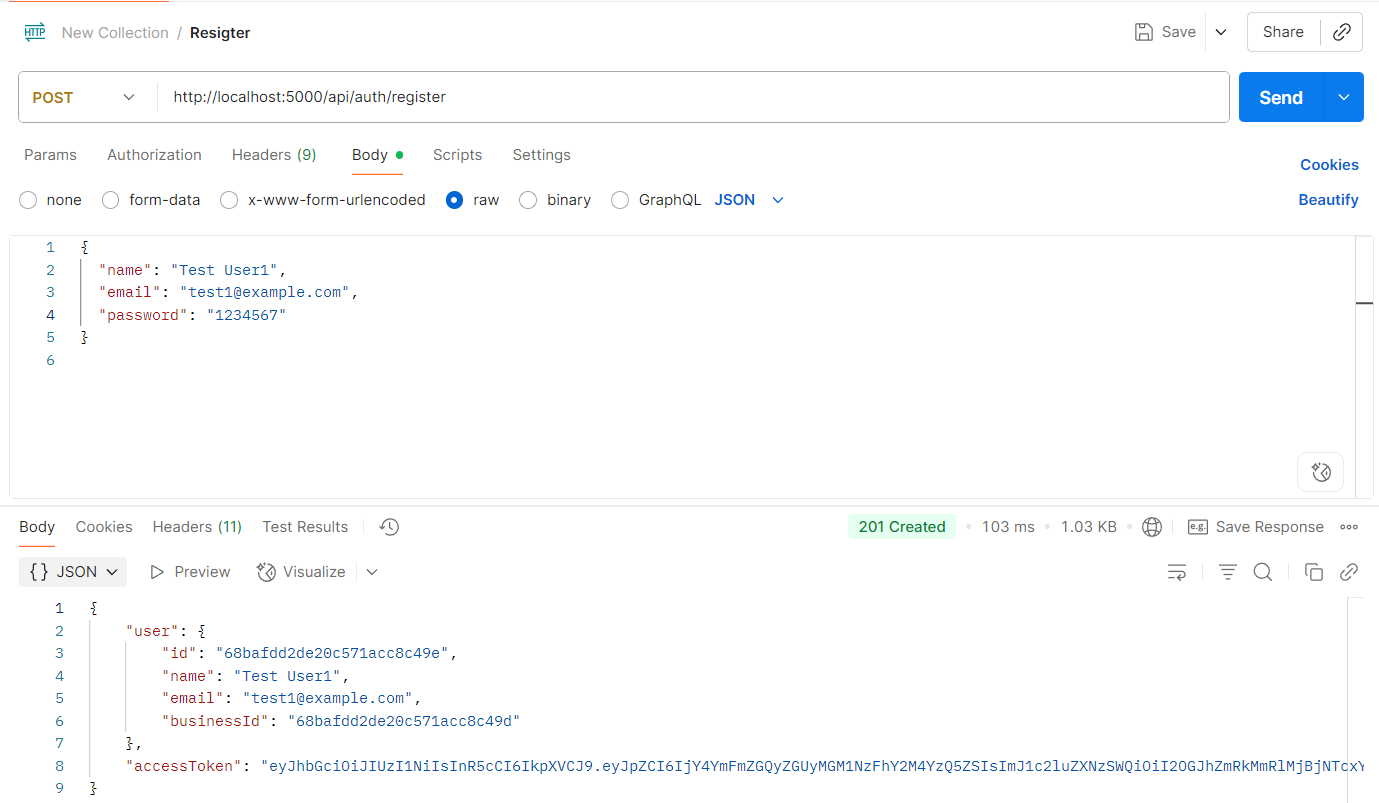 HTTP New Collection / Resigter Save Share
POST http://localhost:5000/api/auth/register Send
Params Authorization Headers (9) Body Scripts Settings Cookies
none form-data x-www-form-urlencoded raw binary GraphQL JSON Beautify
1 {
2 "name": "Test User1",
3 "email": "test1@example.com",
4 "password": "1234567"
5 }
6
Body Cookies Headers (11) Test Results 201 Created 103 ms 1.03 KB e.g. Save Response
{} JSON Preview Visualize
1 {
2 "user": {
3 "id": "68bafdd2de20c571acc8c49e",
4 "name": "Test User1",
5 "email": "test1@example.com",
6 "businessId": "68bafdd2de20c571acc8c49d"
7 },
8 "accessToken": "eyJhbGciOiJIUzI1NiIsInR5cCI6IkpXVCJ9.eyJpZCI6IjY4YmFmZGQyZGUyMGM1NzFhY2M4YzQ5ZSIsImJ1c2luZXNzSWQiOiI2OGJhZmRkMmRlMjBjNTcxY
9 }